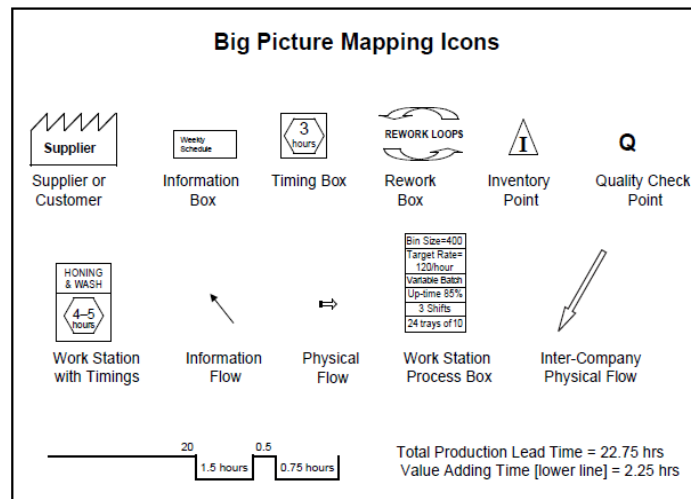 Big Picture Mapping Icons
Supplier
Weekly
Schedule
3
hours
REWORK LOOPS
I
Q
Supplier or
Customer
Information
Box
Timing Box
Rework
Box
Inventory
Point
Quality Check
Point
HONING
& WASH
4–5
hours
Bin Size=400
Target Rate=
120/hour
Variable Batch
Up-time 85%
3 Shifts
24 trays of 10
Work Station
with Timings
Information
Flow
Physical
Flow
Work Station
Process Box
Inter-Company
Physical Flow
20
0.5
1.5 hours
0.75 hours
Total Production Lead Time = 22.75 hrs
Value Adding Time [lower line] = 2.25 hrs